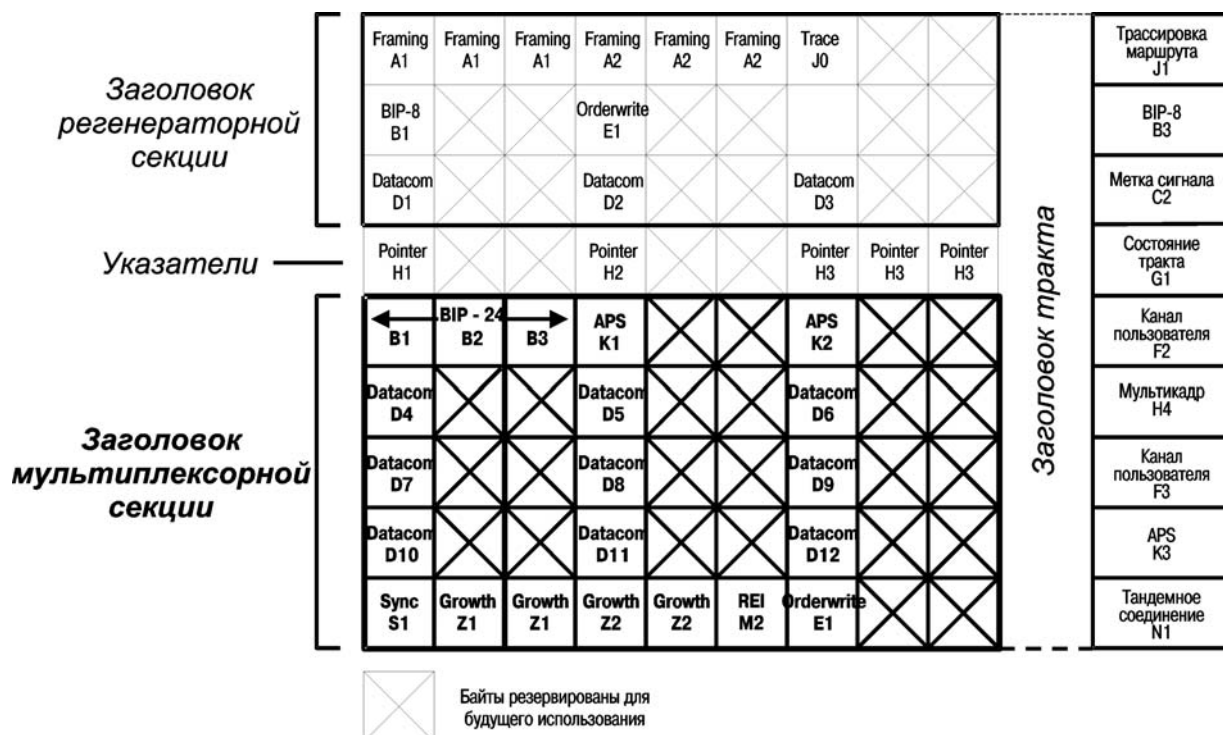 Заголовок
регенераторной
секции
Framing Framing Framing Framing Framing Framing Trace
A1 A1 A1 A2 A2 A2 J0
BIP-8 Orderwrite
B1 E1
Datacom Datacom Datacom
D1 D2 D3
Указатели
Pointer Pointer Pointer Pointer Pointer
H1 H2 H3 H3 H3
Заголовок
мультиплексорной
секции
BIP - 24 APS APS
B1 B2 B3 K1 K2
Datacom Datacom Datacom
D4 D5 D6
Datacom Datacom Datacom
D7 D8 D9
Datacom Datacom Datacom
D10 D11 D12
Sync Growth Growth Growth Growth REI Orderwrite
S1 Z1 Z1 Z2 Z2 M2 E1
Заголовок тракта
Трассировка
маршрута
J1
BIP-8
B3
Метка сигнала
C2
Состояние
тракта
G1
Канал
пользователя
F2
Мультикадр
H4
Канал
пользователя
F3
APS
K3
Тандемное
соединение
N1
Байты резервированы для
будущего использования